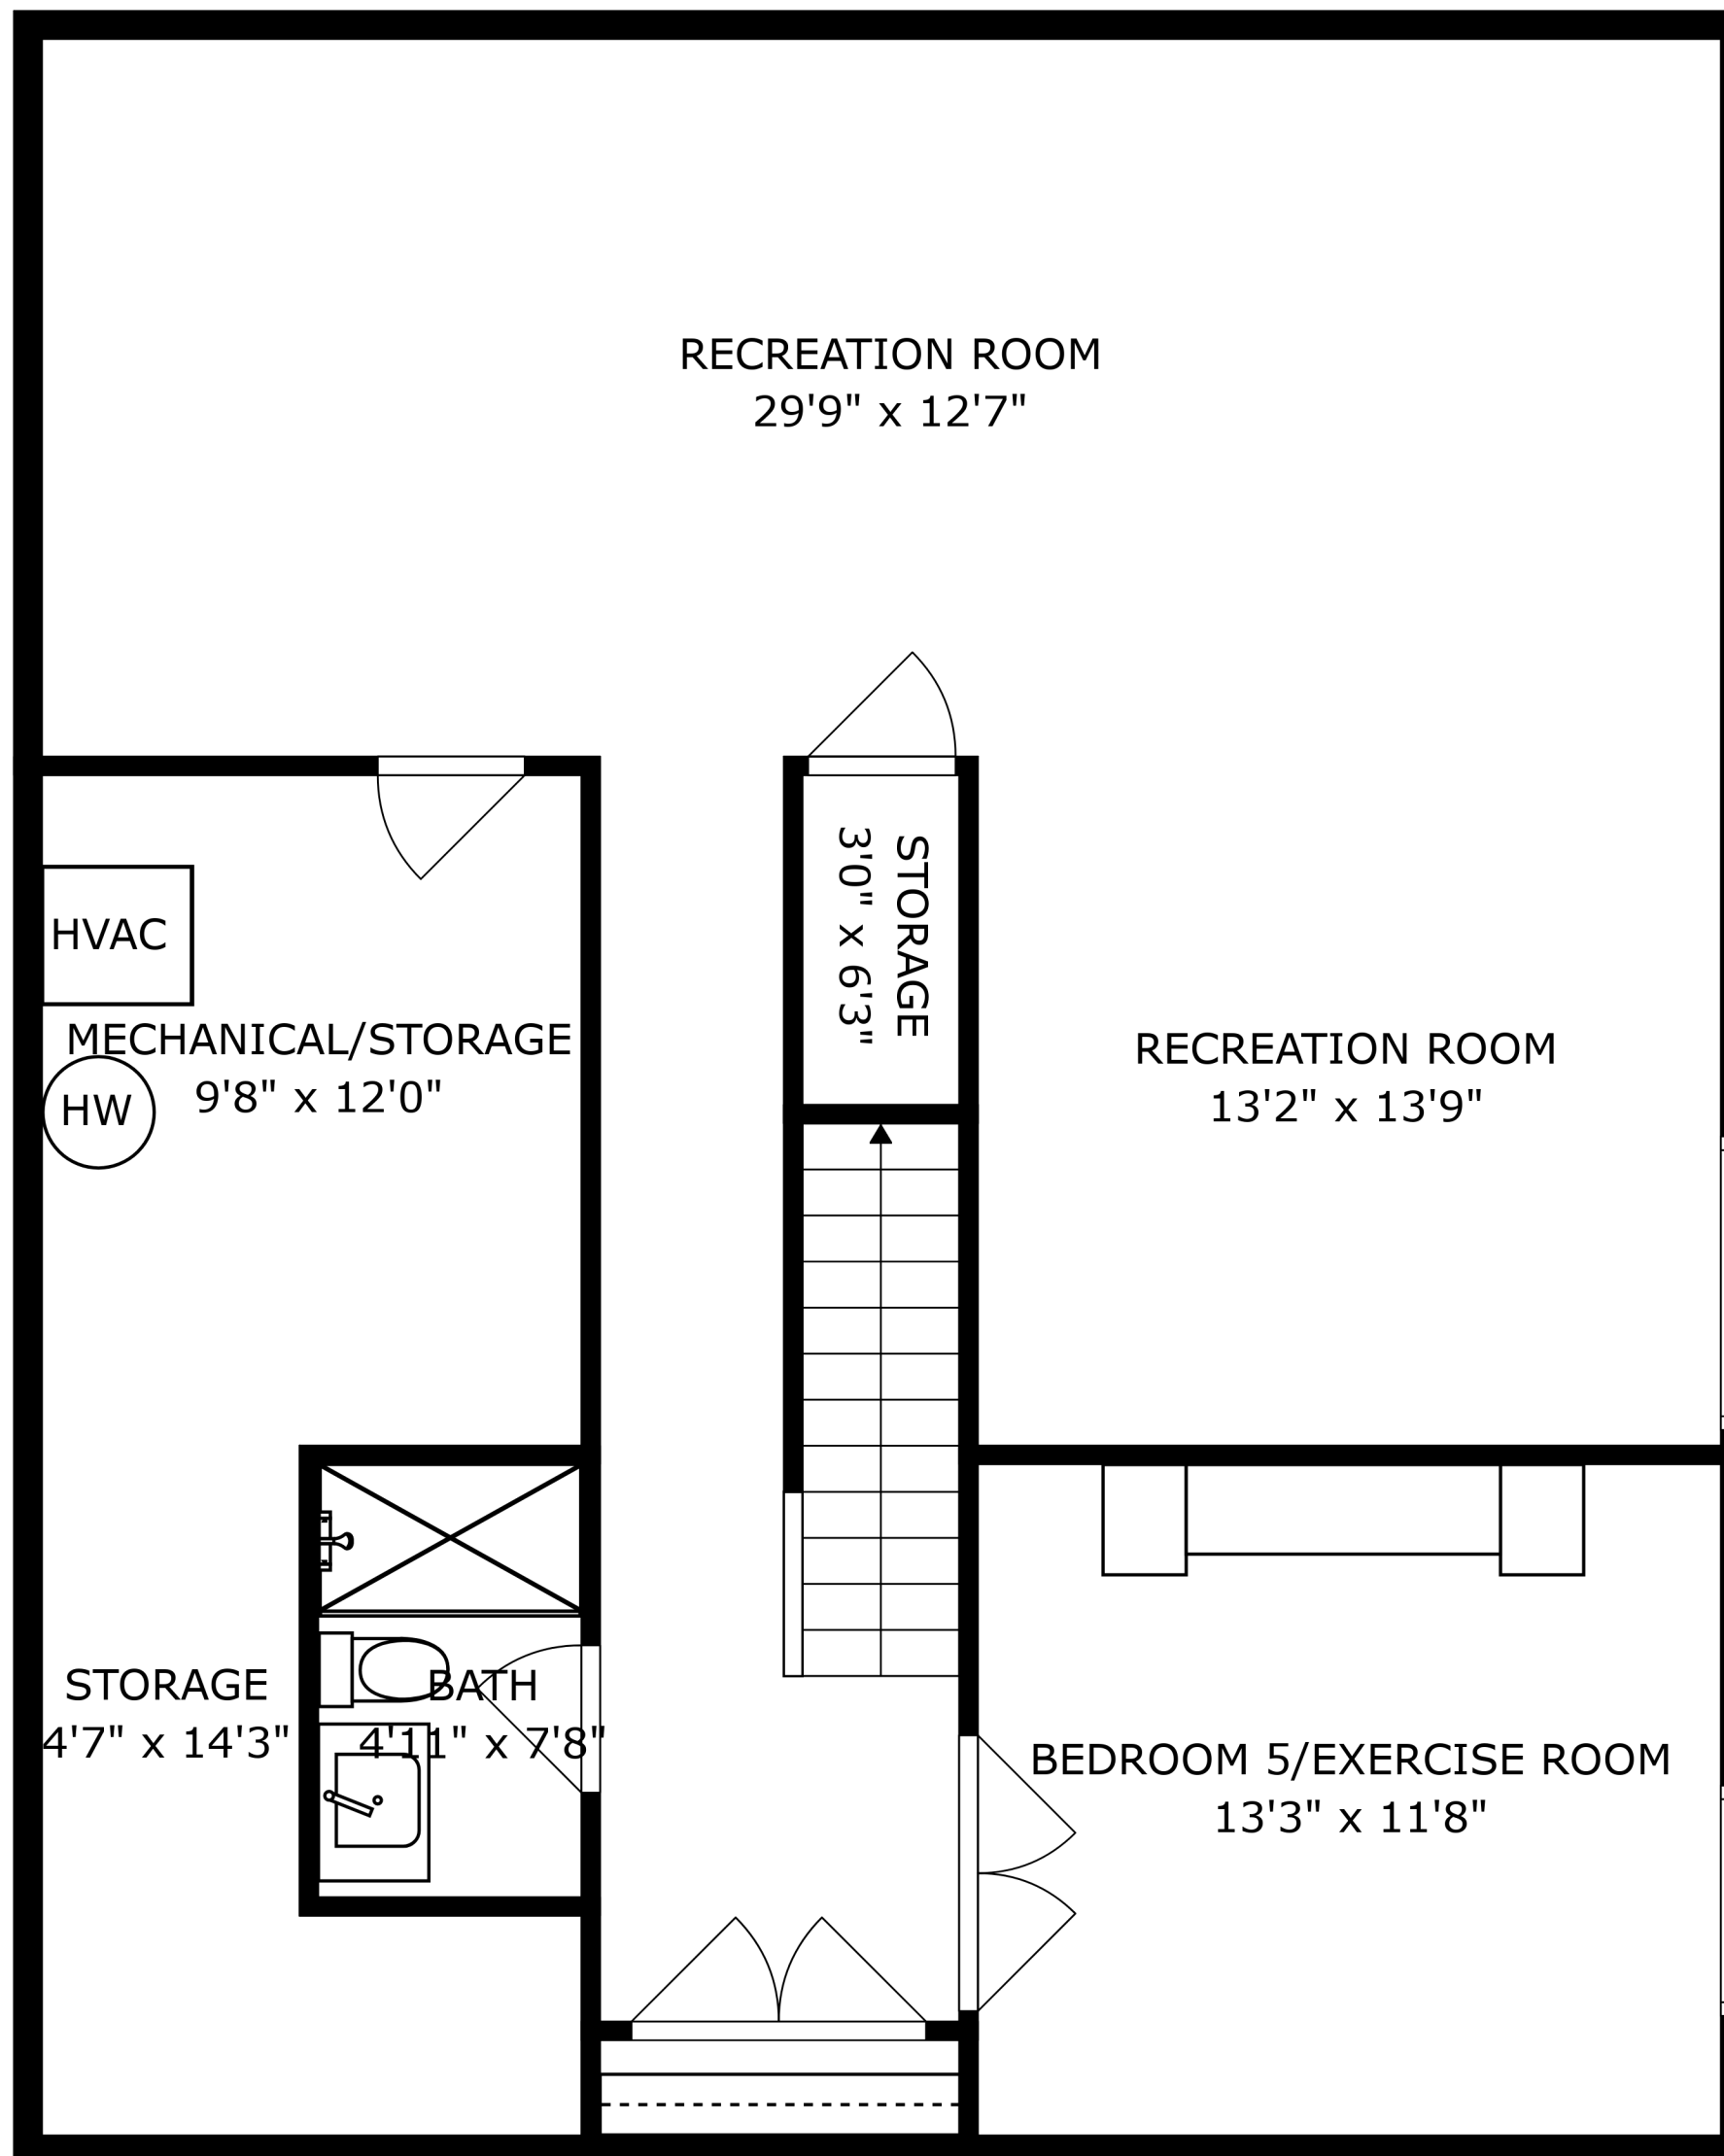 RECREATION ROOM
29'9" x 12'7"
STORAGE
3'0" x 6'3"
HVAC
MECHANICAL/STORAGE
9'8" x 12'0"
HW
RECREATION ROOM
13'2" x 13'9"
STORAGE
4'7" x 14'3"
BATH
4'11" x 7'8"
BEDROOM 5/EXERCISE ROOM
13'3" x 11'8"